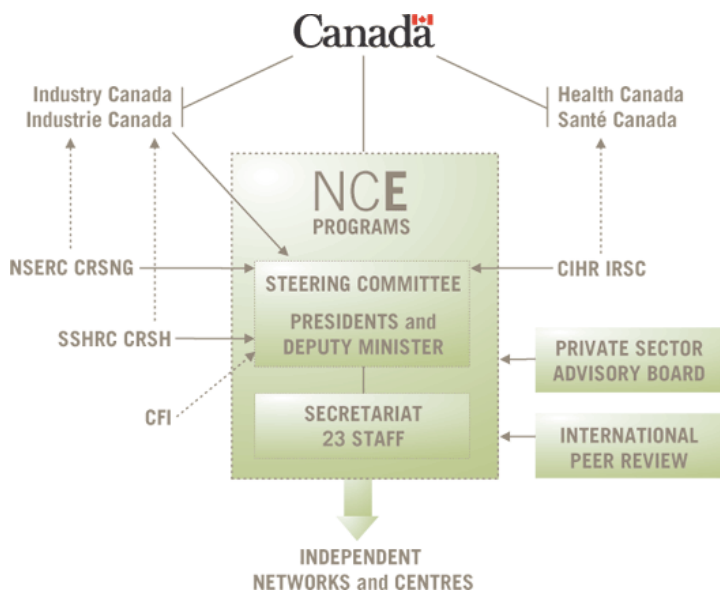 Canada
Industry Canada
Industrie Canada
Health Canada
Santé Canada
NCE
PROGRAMS
NSERC CRSNG
STEERING COMMITTEE
CIHR IRSC
PRESIDENTS and
DEPUTY MINISTER
SSHRC CRSH
PRIVATE SECTOR
ADVISORY BOARD
CFI
SECRETARIAT
23 STAFF
INTERNATIONAL
PEER REVIEW
INDEPENDENT
NETWORKS and CENTRES